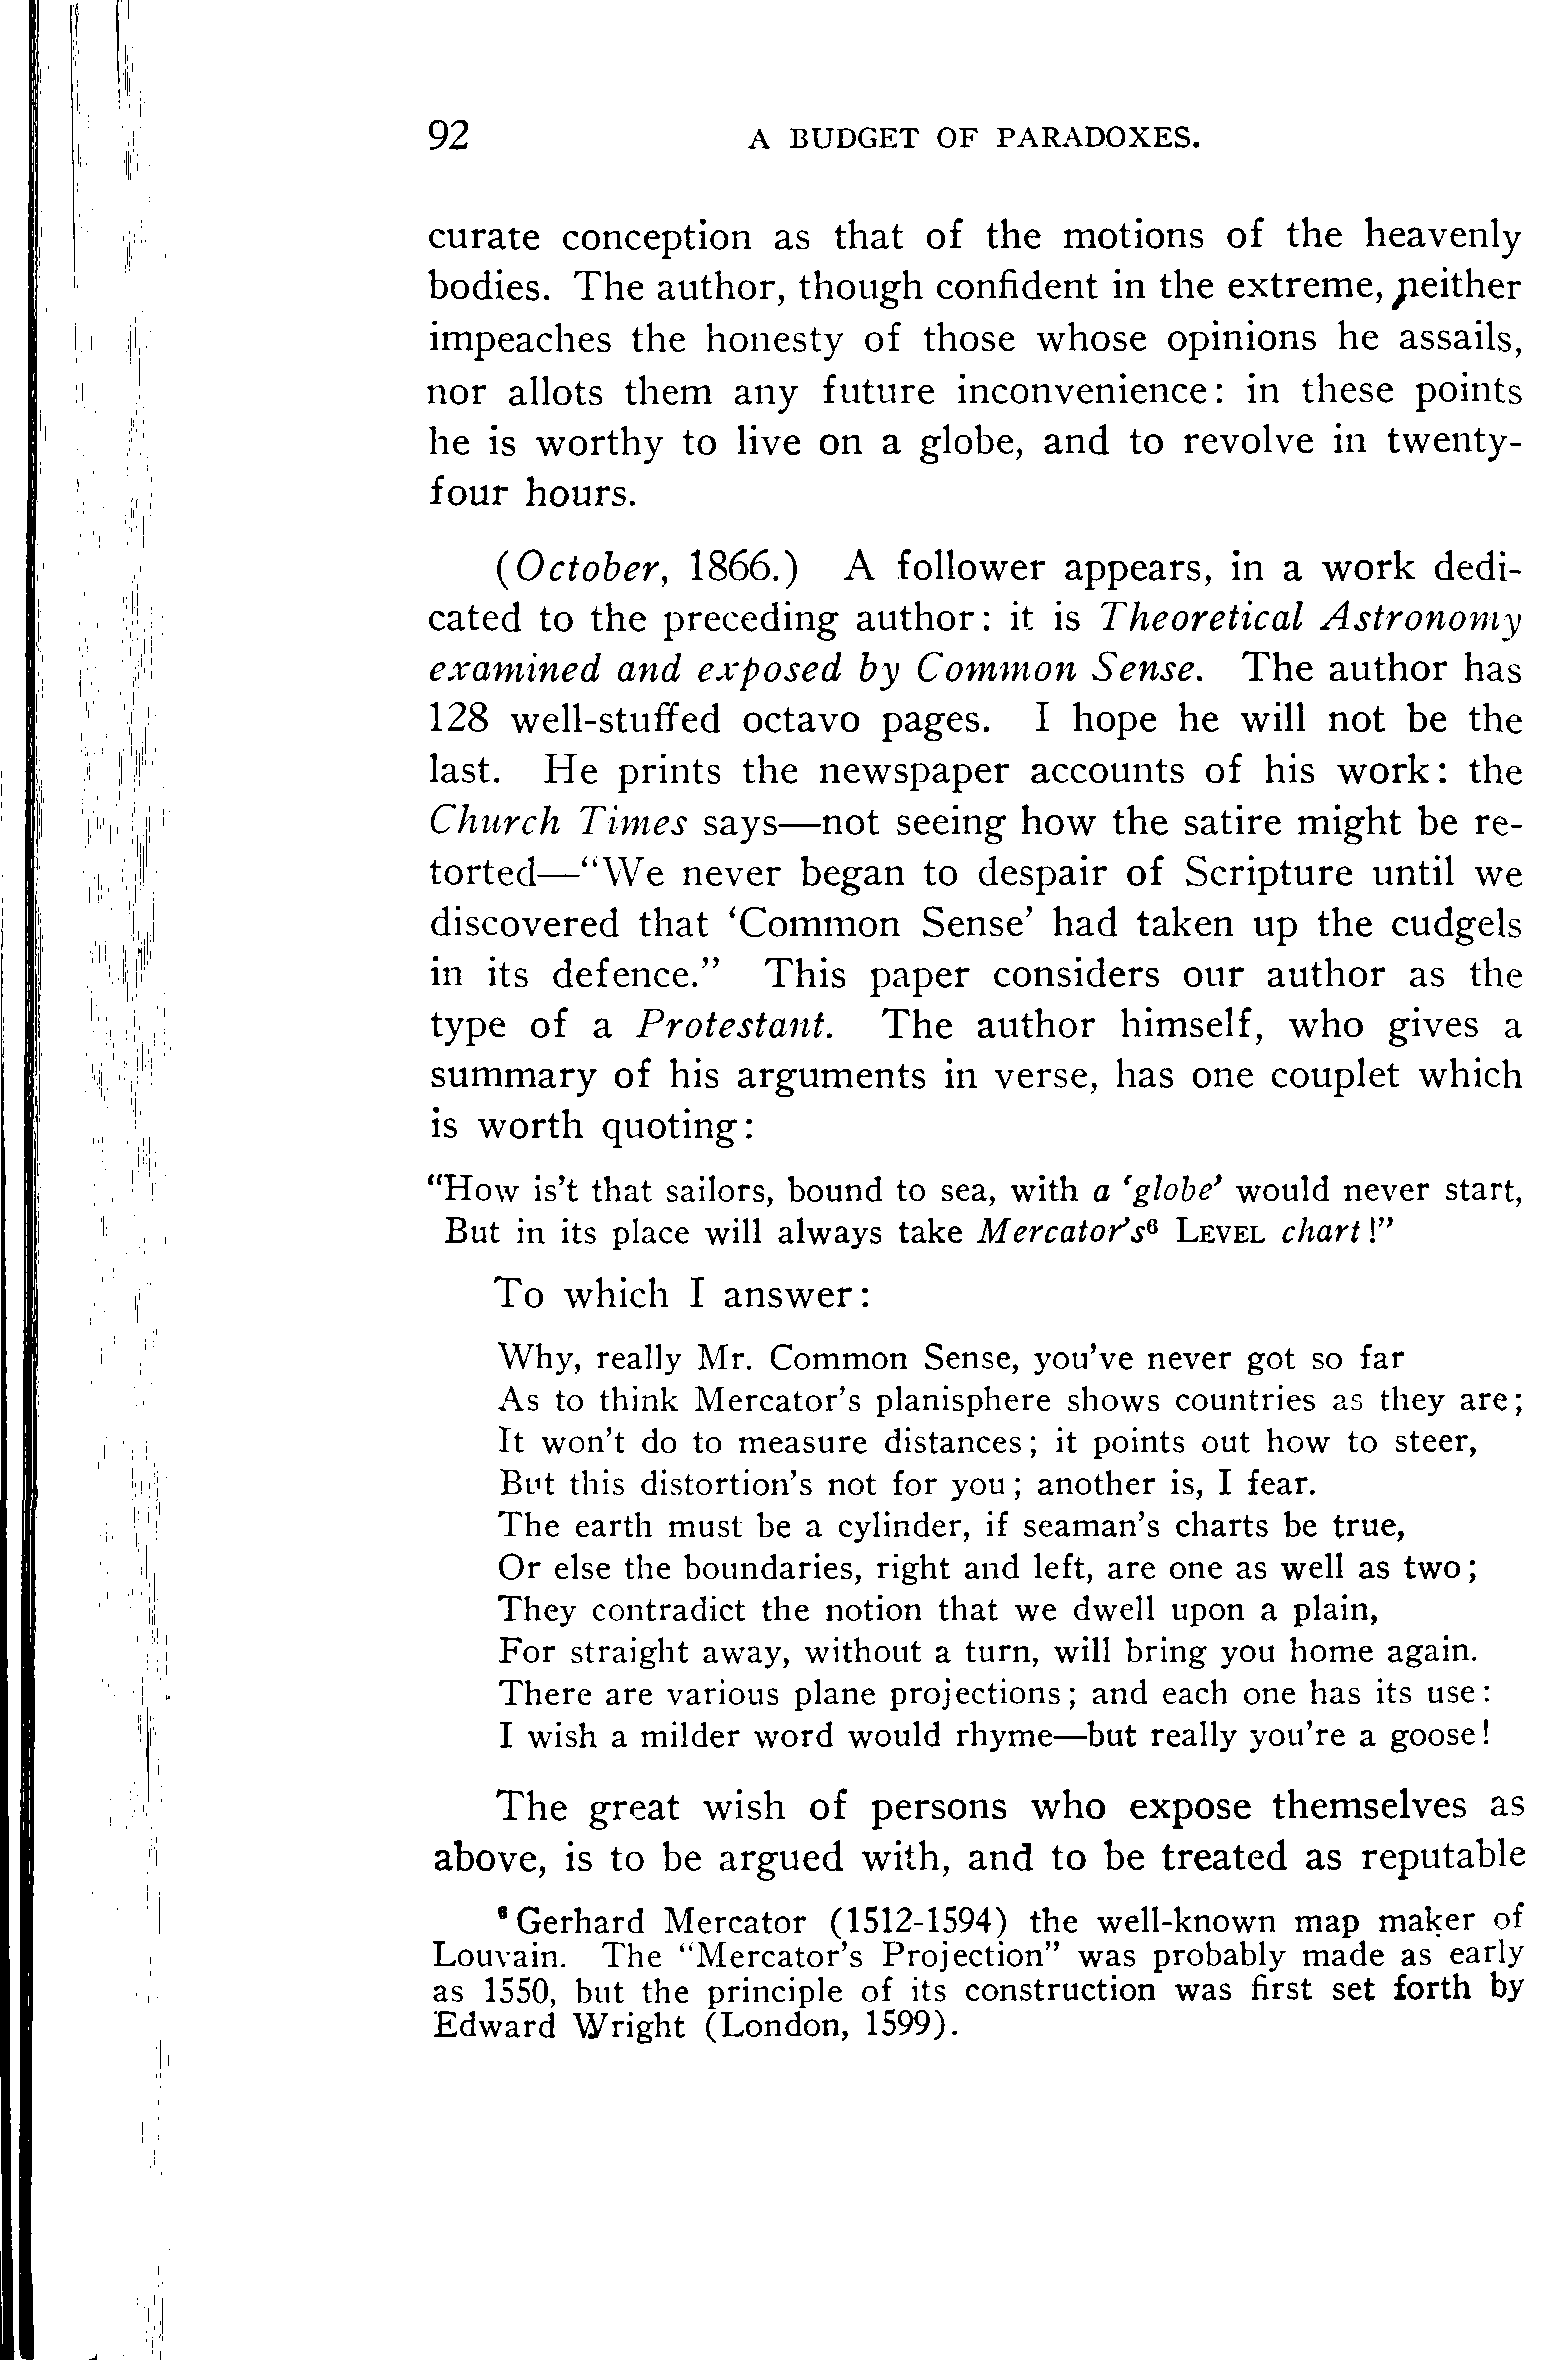 92 A BUDGET OF PARADOXES.
curate conception as that of the motions of the heavenly
bodies. The author, though confident in the extreme, neither
impeaches the honesty of those whose opinions he assails,
nor allots them any future inconvenience: in these points
he is worthy to live on a globe, and to revolve in twenty-
four hours.
(October, 1866.) A follower appears, in a work dedi-
cated to the preceding author: it is Theoretical Astronomy
examined and exposed by Common Sense. The author has
128 well-stuffed octavo pages. I hope he will not be the
last. He prints the newspaper accounts of his work: the
Church Times says—not seeing how the satire might be re-
torted—“We never began to despair of Scripture until we
discovered that ‘Common Sense’ had taken up the cudgels
in its defence.” This paper considers our author as the
type of a Protestant. The author himself, who gives a
summary of his arguments in verse, has one couplet which
is worth quoting:
“How is’t that sailors, bound to sea, with a ‘globe’ would never start,
But in its place will always take Mercator’s⁶ LEVEL chart!”
To which I answer:
Why, really Mr. Common Sense, you’ve never got so far
As to think Mercator’s planisphere shows countries as they are;
It won’t do to measure distances; it points out how to steer,
But this distortion’s not for you; another is, I fear.
The earth must be a cylinder, if seaman’s charts be true,
Or else the boundaries, right and left, are one as well as two;
They contradict the notion that we dwell upon a plain,
For straight away, without a turn, will bring you home again.
There are various plane projections; and each one has its use:
I wish a milder word would rhyme—but really you’re a goose!
The great wish of persons who expose themselves as
above, is to be argued with, and to be treated as reputable
⁶ Gerhard Mercator (1512-1594) the well-known map maker of
Louvain. The “Mercator’s Projection” was probably made as early
as 1550, but the principle of its construction was first set forth by
Edward Wright (London, 1599).